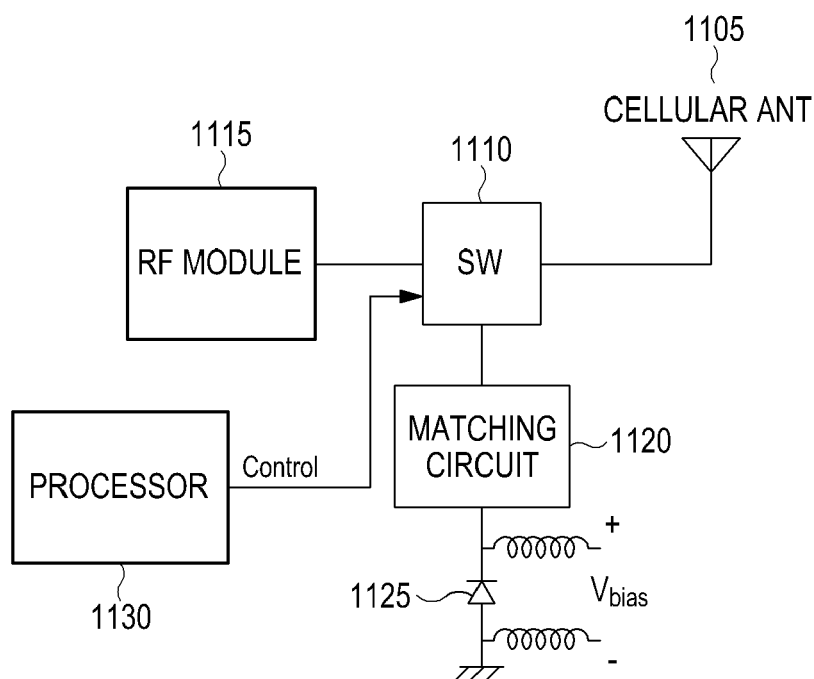 1105
CELLULAR ANT
1115
1110
RF MODULE
SW
MATCHING
CIRCUIT
1120
Control
PROCESSOR
+
1125
Vbias
1130
-